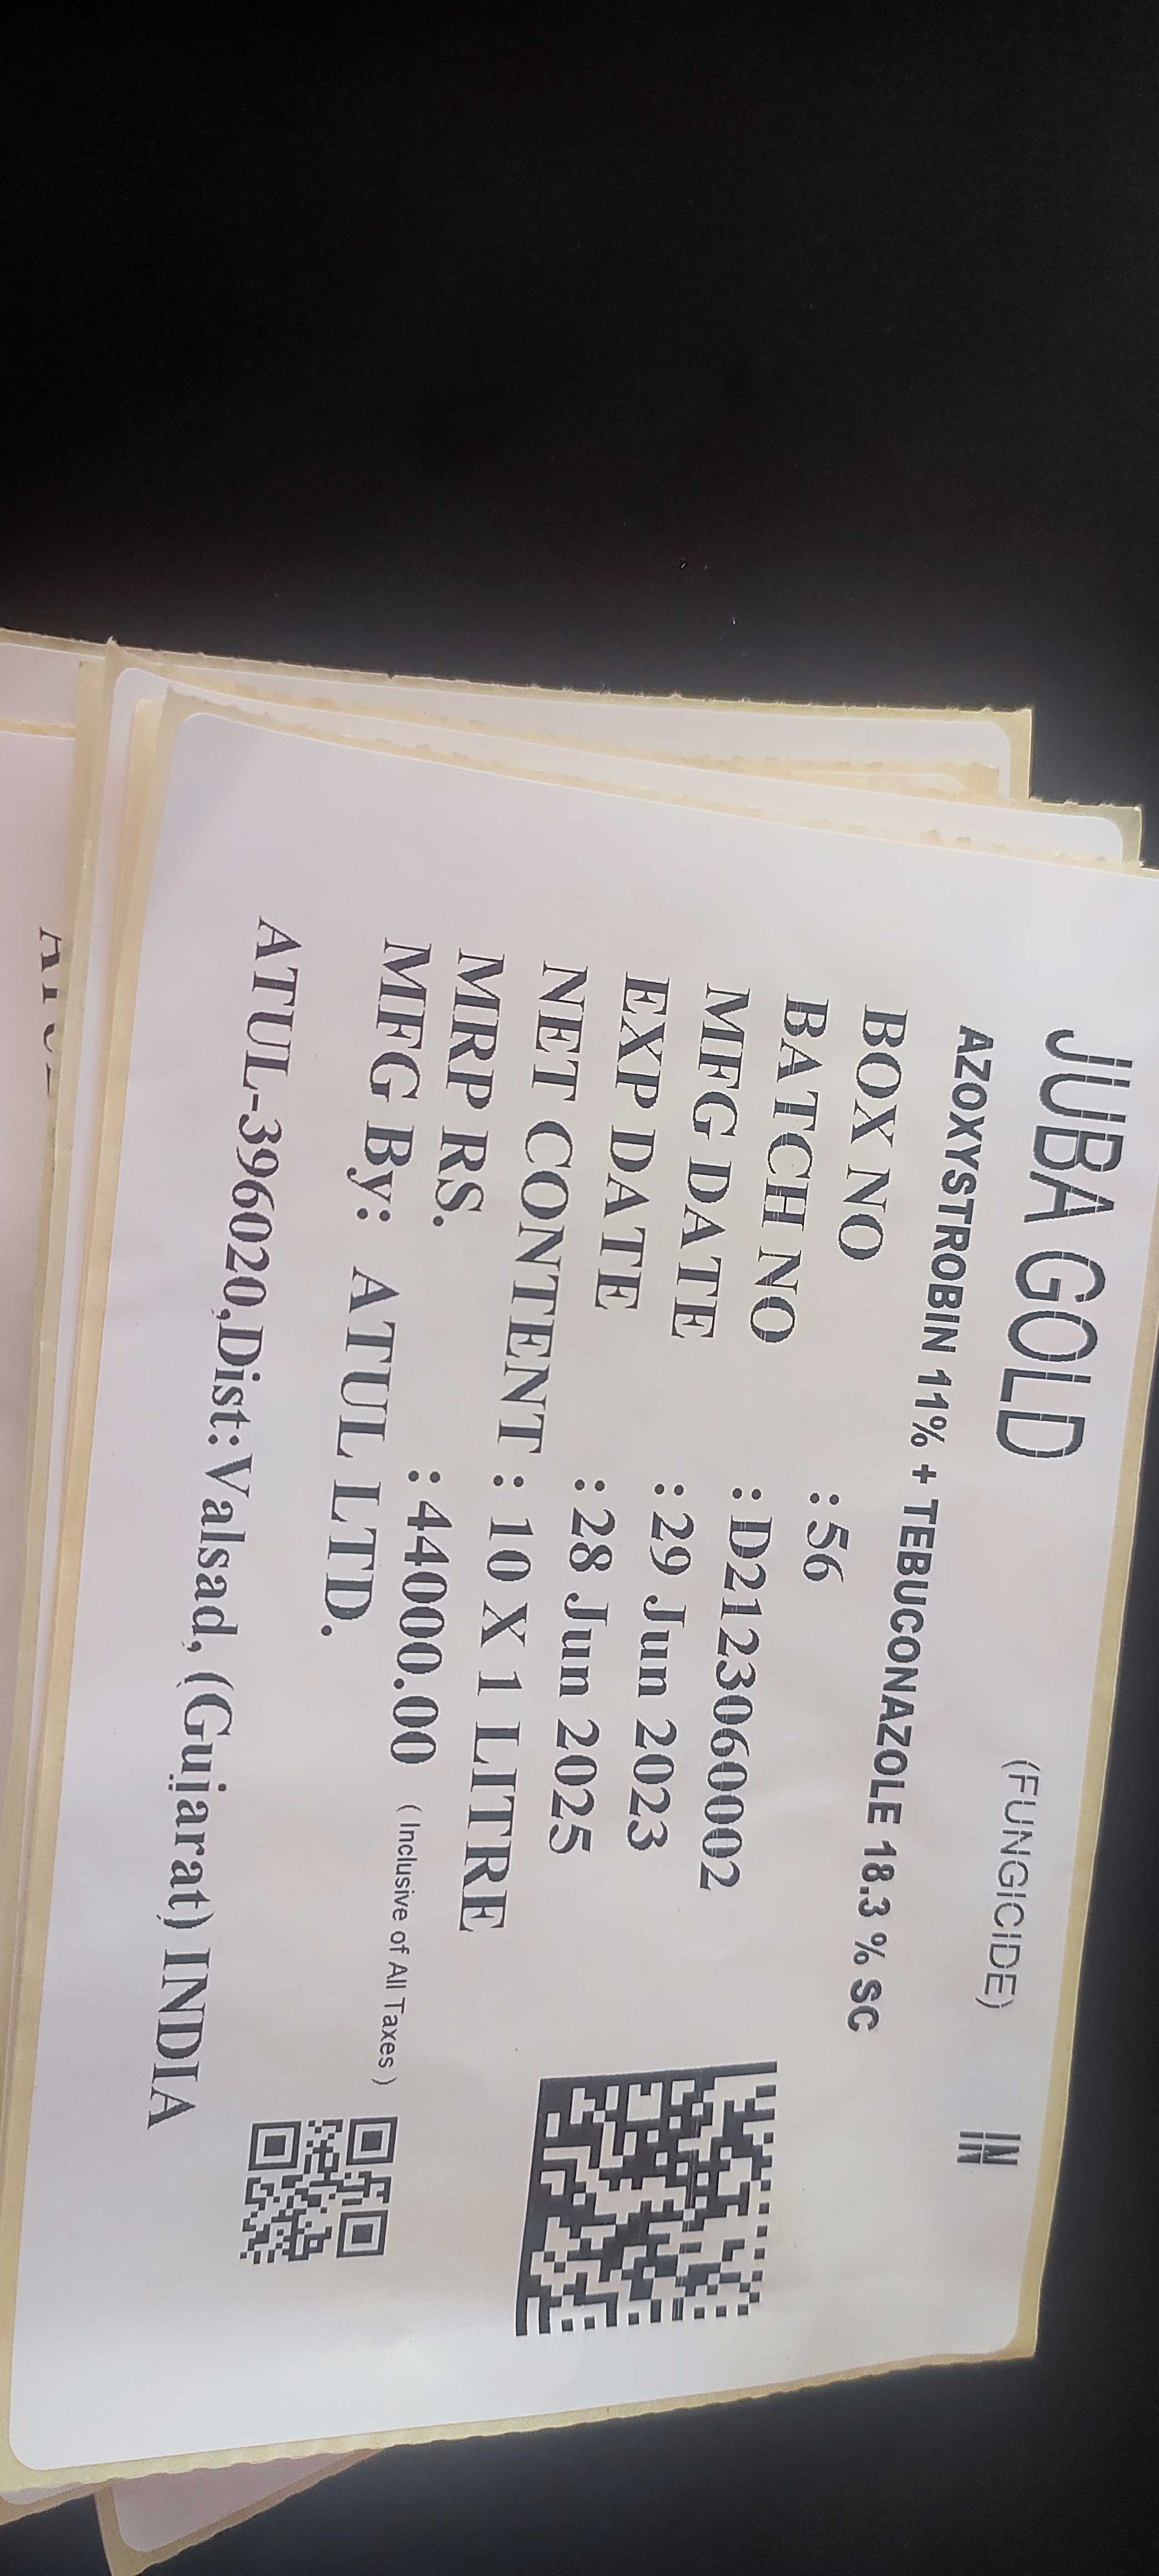 JUBA GOLD (FUNGICIDE) IN
AZOXYSTROBIN 11% + TEBUCONAZOLE 18.3 % SC
BOX NO : 56
BATCH NO : D2123060002
MFG DATE : 29 Jun 2023
EXP DATE : 28 Jun 2025
NET CONTENT : 10 X 1 LITRE
MRP RS. : 44000.00 ( Inclusive of All Taxes )
MFG By: ATUL LTD.
ATUL-396020,Dist:Valsad, (Gujarat) INDIA